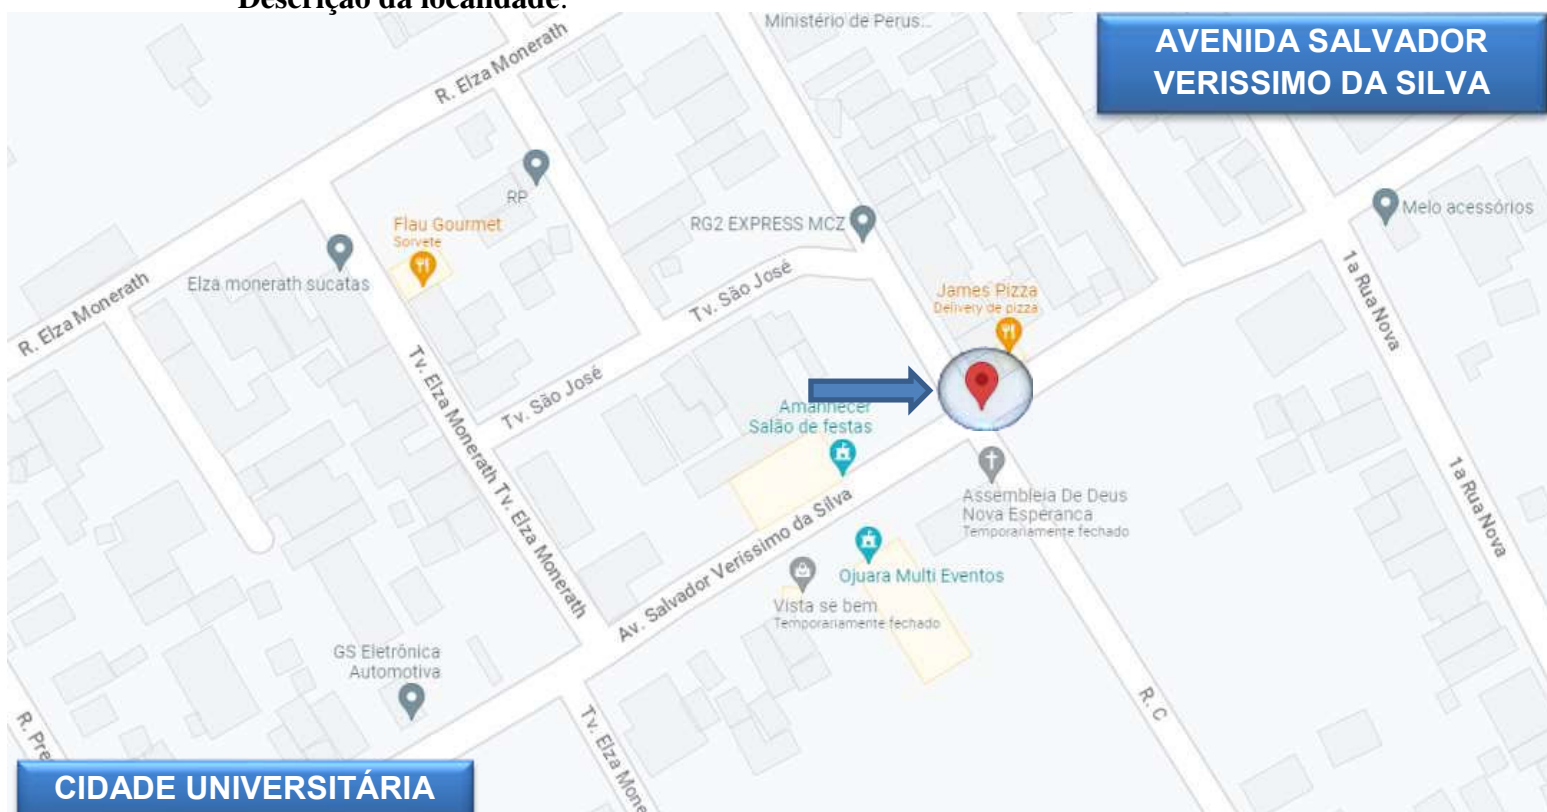 Descrição da localidade:
Ministério de Perus...
AVENIDA SALVADOR
VERISSIMO DA SILVA
R. Elza Monerath
RP
Flau Gourmet
Sorvete
RG2 EXPRESS MCZ
Melo acessórios
Elza monerath sucatas
R. Elza Monerath
Tv. São José
James Pizza
Delivery de pizza
1a Rua Nova
Tv. Elza Monerath
Tv. São José
Amanhecer
Salão de festas
Av. Salvador Verissimo da Silva
Assembleia De Deus
Nova Esperanca
Temporariamente fechado
1a Rua Nova
Tv. Elza Monerath
Ojuara Multi Eventos
Vista se bem
Temporariamente fechado
GS Eletrônica
Automotiva
R. C
R. Pre
Tv. Elza Mone
CIDADE UNIVERSITÁRIA